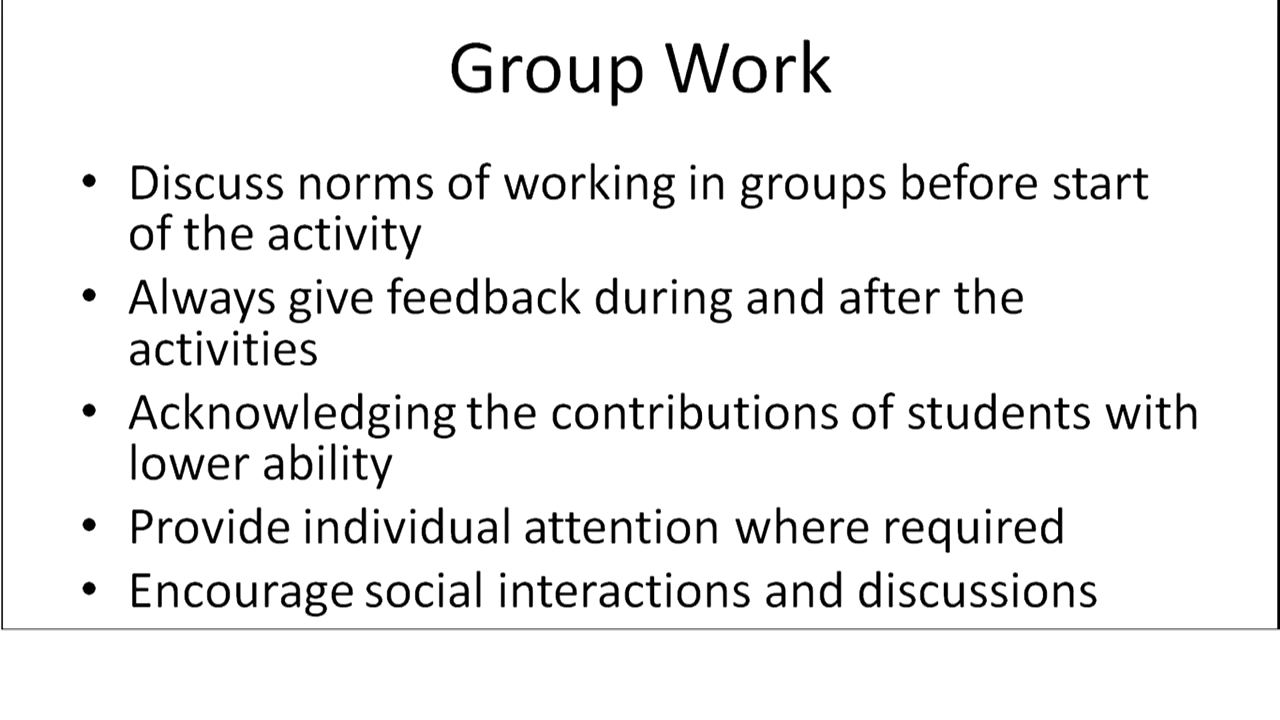 Group Work
• Discuss norms of working in groups before start
of the activity
• Always give feedback during and after the
activities
• Acknowledging the contributions of students with
lower ability
• Provide individual attention where required
• Encourage social interactions and discussions